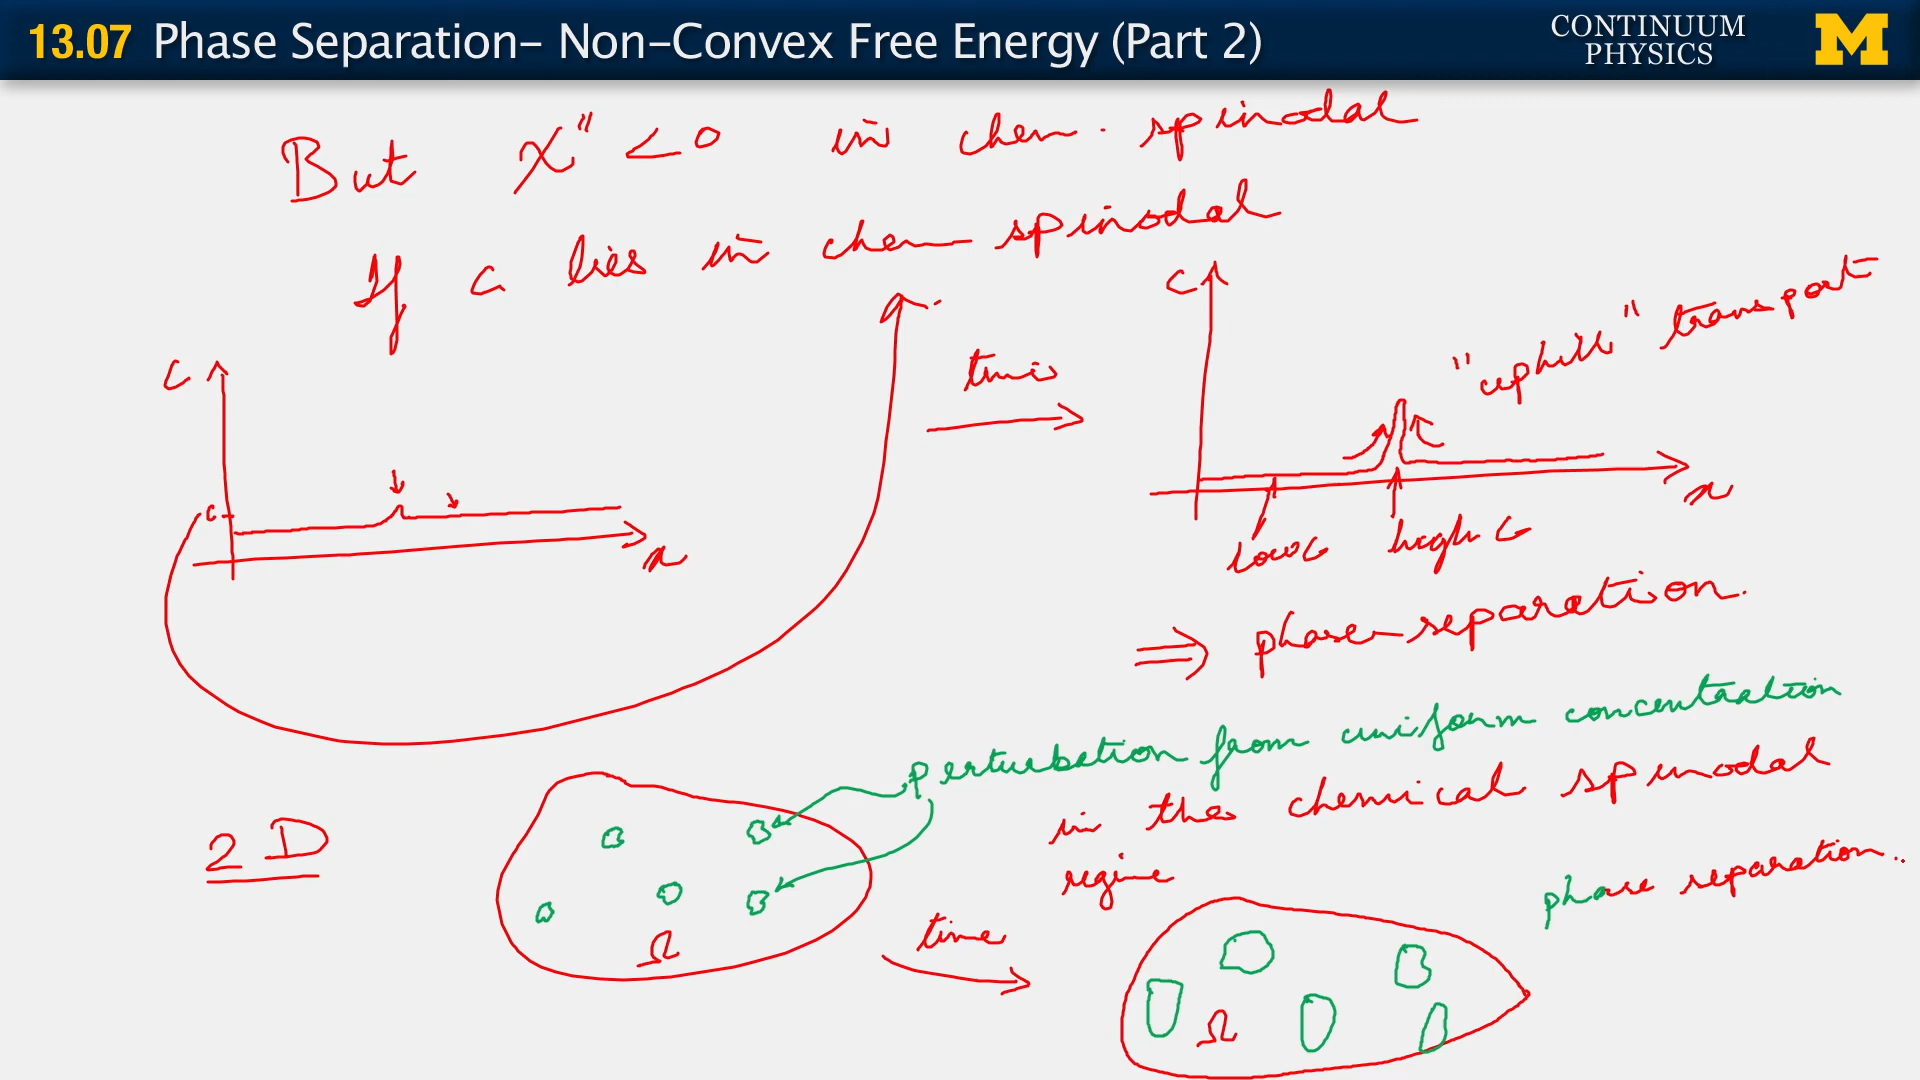 13.07 Phase Separation– Non-Convex Free Energy (Part 2)
CONTINUUM
PHYSICS
M
But χ" < 0 in chem. spinodal
If c lies in chem spinodal
c
c
x
time
c
"uphill" transport
x
low c
high c
⇒ phase-separation.
perturbation from uniform concentration
in the chemical spinodal
regime
2D
Ω
time
phase separation..
Ω